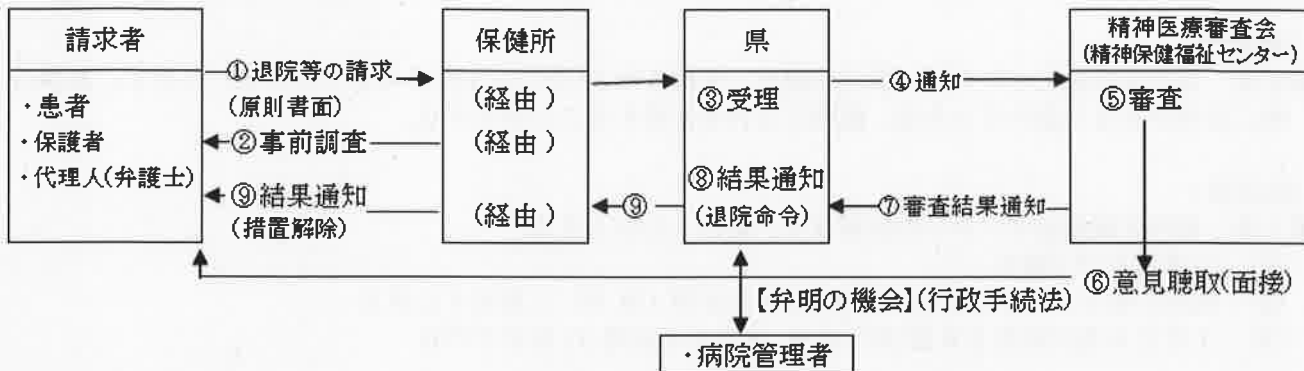 請求者
保健所
県
精神医療審査会
(精神保健福祉センター)
①退院等の請求
(原則書面)
・患者
・保護者
・代理人(弁護士)
②事前調査
⑨結果通知
(措置解除)
(経由)
(経由)
(経由)
③受理
⑧結果通知
(退院命令)
⑨
④通知
⑤審査
⑦審査結果通知
⑥意見聴取(面接)
【弁明の機会】(行政手続法)
・病院管理者